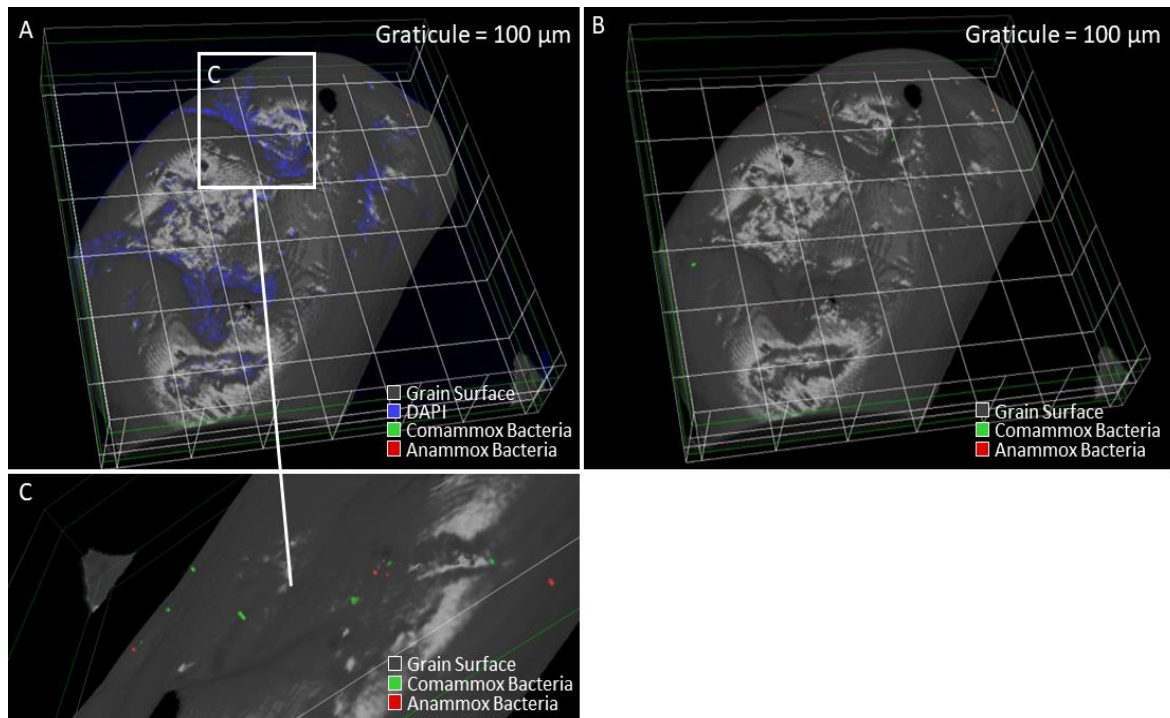 A
Graticule = 100 µm
C
Grain Surface
DAPI
Comammox Bacteria
Anammox Bacteria
B
Graticule = 100 µm
Grain Surface
Comammox Bacteria
Anammox Bacteria
C
Grain Surface
Comammox Bacteria
Anammox Bacteria